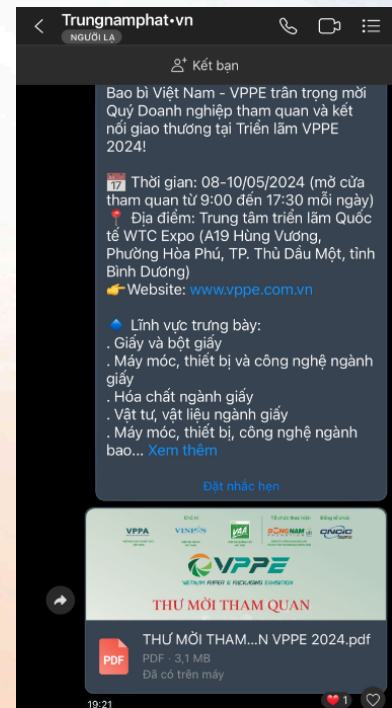 Trungnamphat.vn
NGƯỜI LẠ
Kết bạn
Bao bì Việt Nam - VPPE trân trọng mời
Quý Doanh nghiệp tham quan và kết
nối giao thương tại Triển lãm VPPE
2024!
17 Thời gian: 08-10/05/2024 (mở cửa
tham quan từ 9:00 đến 17:30 mỗi ngày)
Địa điểm: Trung tâm triển lãm Quốc
tế WTC Expo (A19 Hùng Vương,
Phường Hòa Phú, TP. Thủ Dầu Một, tỉnh
Bình Dương)
Website: www.vppe.com.vn
Lĩnh vực trưng bày:
. Giấy và bột giấy
. Máy móc, thiết bị và công nghệ ngành
giấy
. Hóa chất ngành giấy
. Vật tư, vật liệu ngành giấy
. Máy móc, thiết bị, công nghệ ngành
bao... Xem thêm
Đặt nhắc hẹn
VPPA
VINPAS
VAA
ĐÔNG NAM
CNCIC
VPPE
VIETNAM PAPER & PACKAGING EXHIBITION
THƯ MỜI THAM QUAN
PDF
THƯ MỜI THAM...N VPPE 2024.pdf
PDF · 3,1 MB
Đã có trên máy
19:21
1